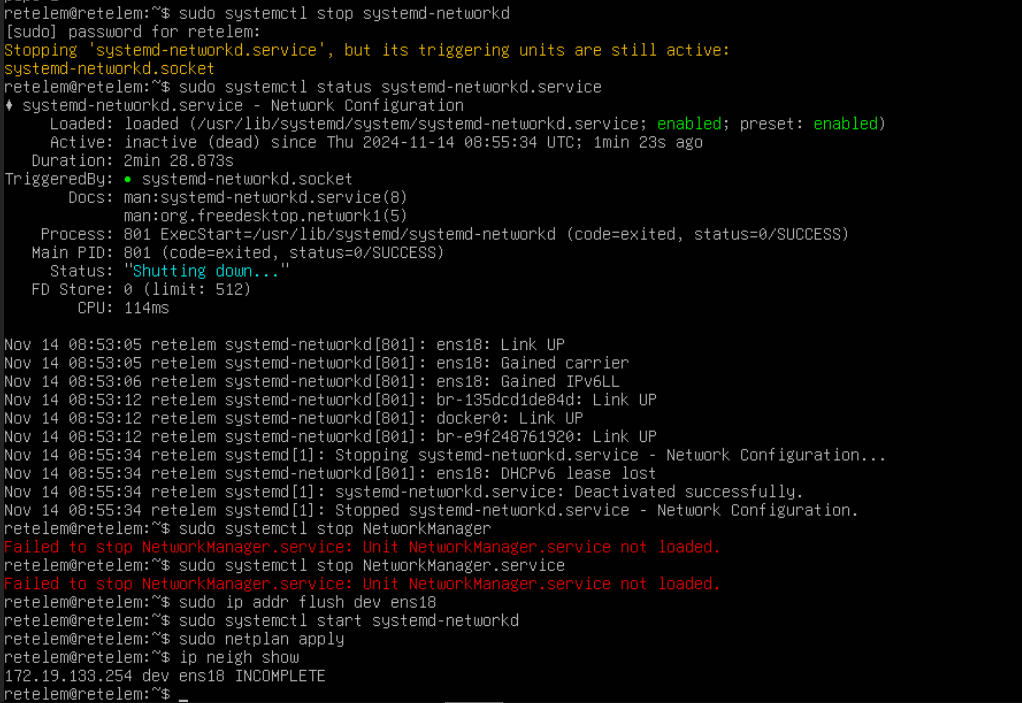 retelem@retelem:~$ sudo systemctl stop systemd-networkd
[sudo] password for retelem:
Stopping 'systemd-networkd.service', but its triggering units are still active:
systemd-networkd.socket
retelem@retelem:~$ sudo systemctl status systemd-networkd.service
♦ systemd-networkd.service - Network Configuration
Loaded: loaded (/usr/lib/systemd/system/systemd-networkd.service; enabled; preset: enabled)
Active: inactive (dead) since Thu 2024-11-14 08:55:34 UTC; 1min 23s ago
Duration: 2min 28.873s
TriggeredBy: • systemd-networkd.socket
Docs: man:systemd-networkd.service(8)
man:org.freedesktop.network1(5)
Process: 801 ExecStart=/usr/lib/systemd/systemd-networkd (code=exited, status=0/SUCCESS)
Main PID: 801 (code=exited, status=0/SUCCESS)
Status: "Shutting down..."
FD Store: 0 (limit: 512)
CPU: 114ms
Nov 14 08:53:05 retelem systemd-networkd[801]: ens18: Link UP
Nov 14 08:53:05 retelem systemd-networkd[801]: ens18: Gained carrier
Nov 14 08:53:06 retelem systemd-networkd[801]: ens18: Gained IPv6LL
Nov 14 08:53:12 retelem systemd-networkd[801]: br-135dcd1de84d: Link UP
Nov 14 08:53:12 retelem systemd-networkd[801]: docker0: Link UP
Nov 14 08:53:12 retelem systemd-networkd[801]: br-e9f248761920: Link UP
Nov 14 08:55:34 retelem systemd[1]: Stopping systemd-networkd.service - Network Configuration...
Nov 14 08:55:34 retelem systemd-networkd[801]: ens18: DHCPv6 lease lost
Nov 14 08:55:34 retelem systemd[1]: systemd-networkd.service: Deactivated successfully.
Nov 14 08:55:34 retelem systemd[1]: Stopped systemd-networkd.service - Network Configuration.
retelem@retelem:~$ sudo systemctl stop NetworkManager
Failed to stop NetworkManager.service: Unit NetworkManager.service not loaded.
retelem@retelem:~$ sudo systemctl stop NetworkManager.service
Failed to stop NetworkManager.service: Unit NetworkManager.service not loaded.
retelem@retelem:~$ sudo ip addr flush dev ens18
retelem@retelem:~$ sudo systemctl start systemd-networkd
retelem@retelem:~$ sudo netplan apply
retelem@retelem:~$ ip neigh show
172.19.133.254 dev ens18 INCOMPLETE
retelem@retelem:~$ _